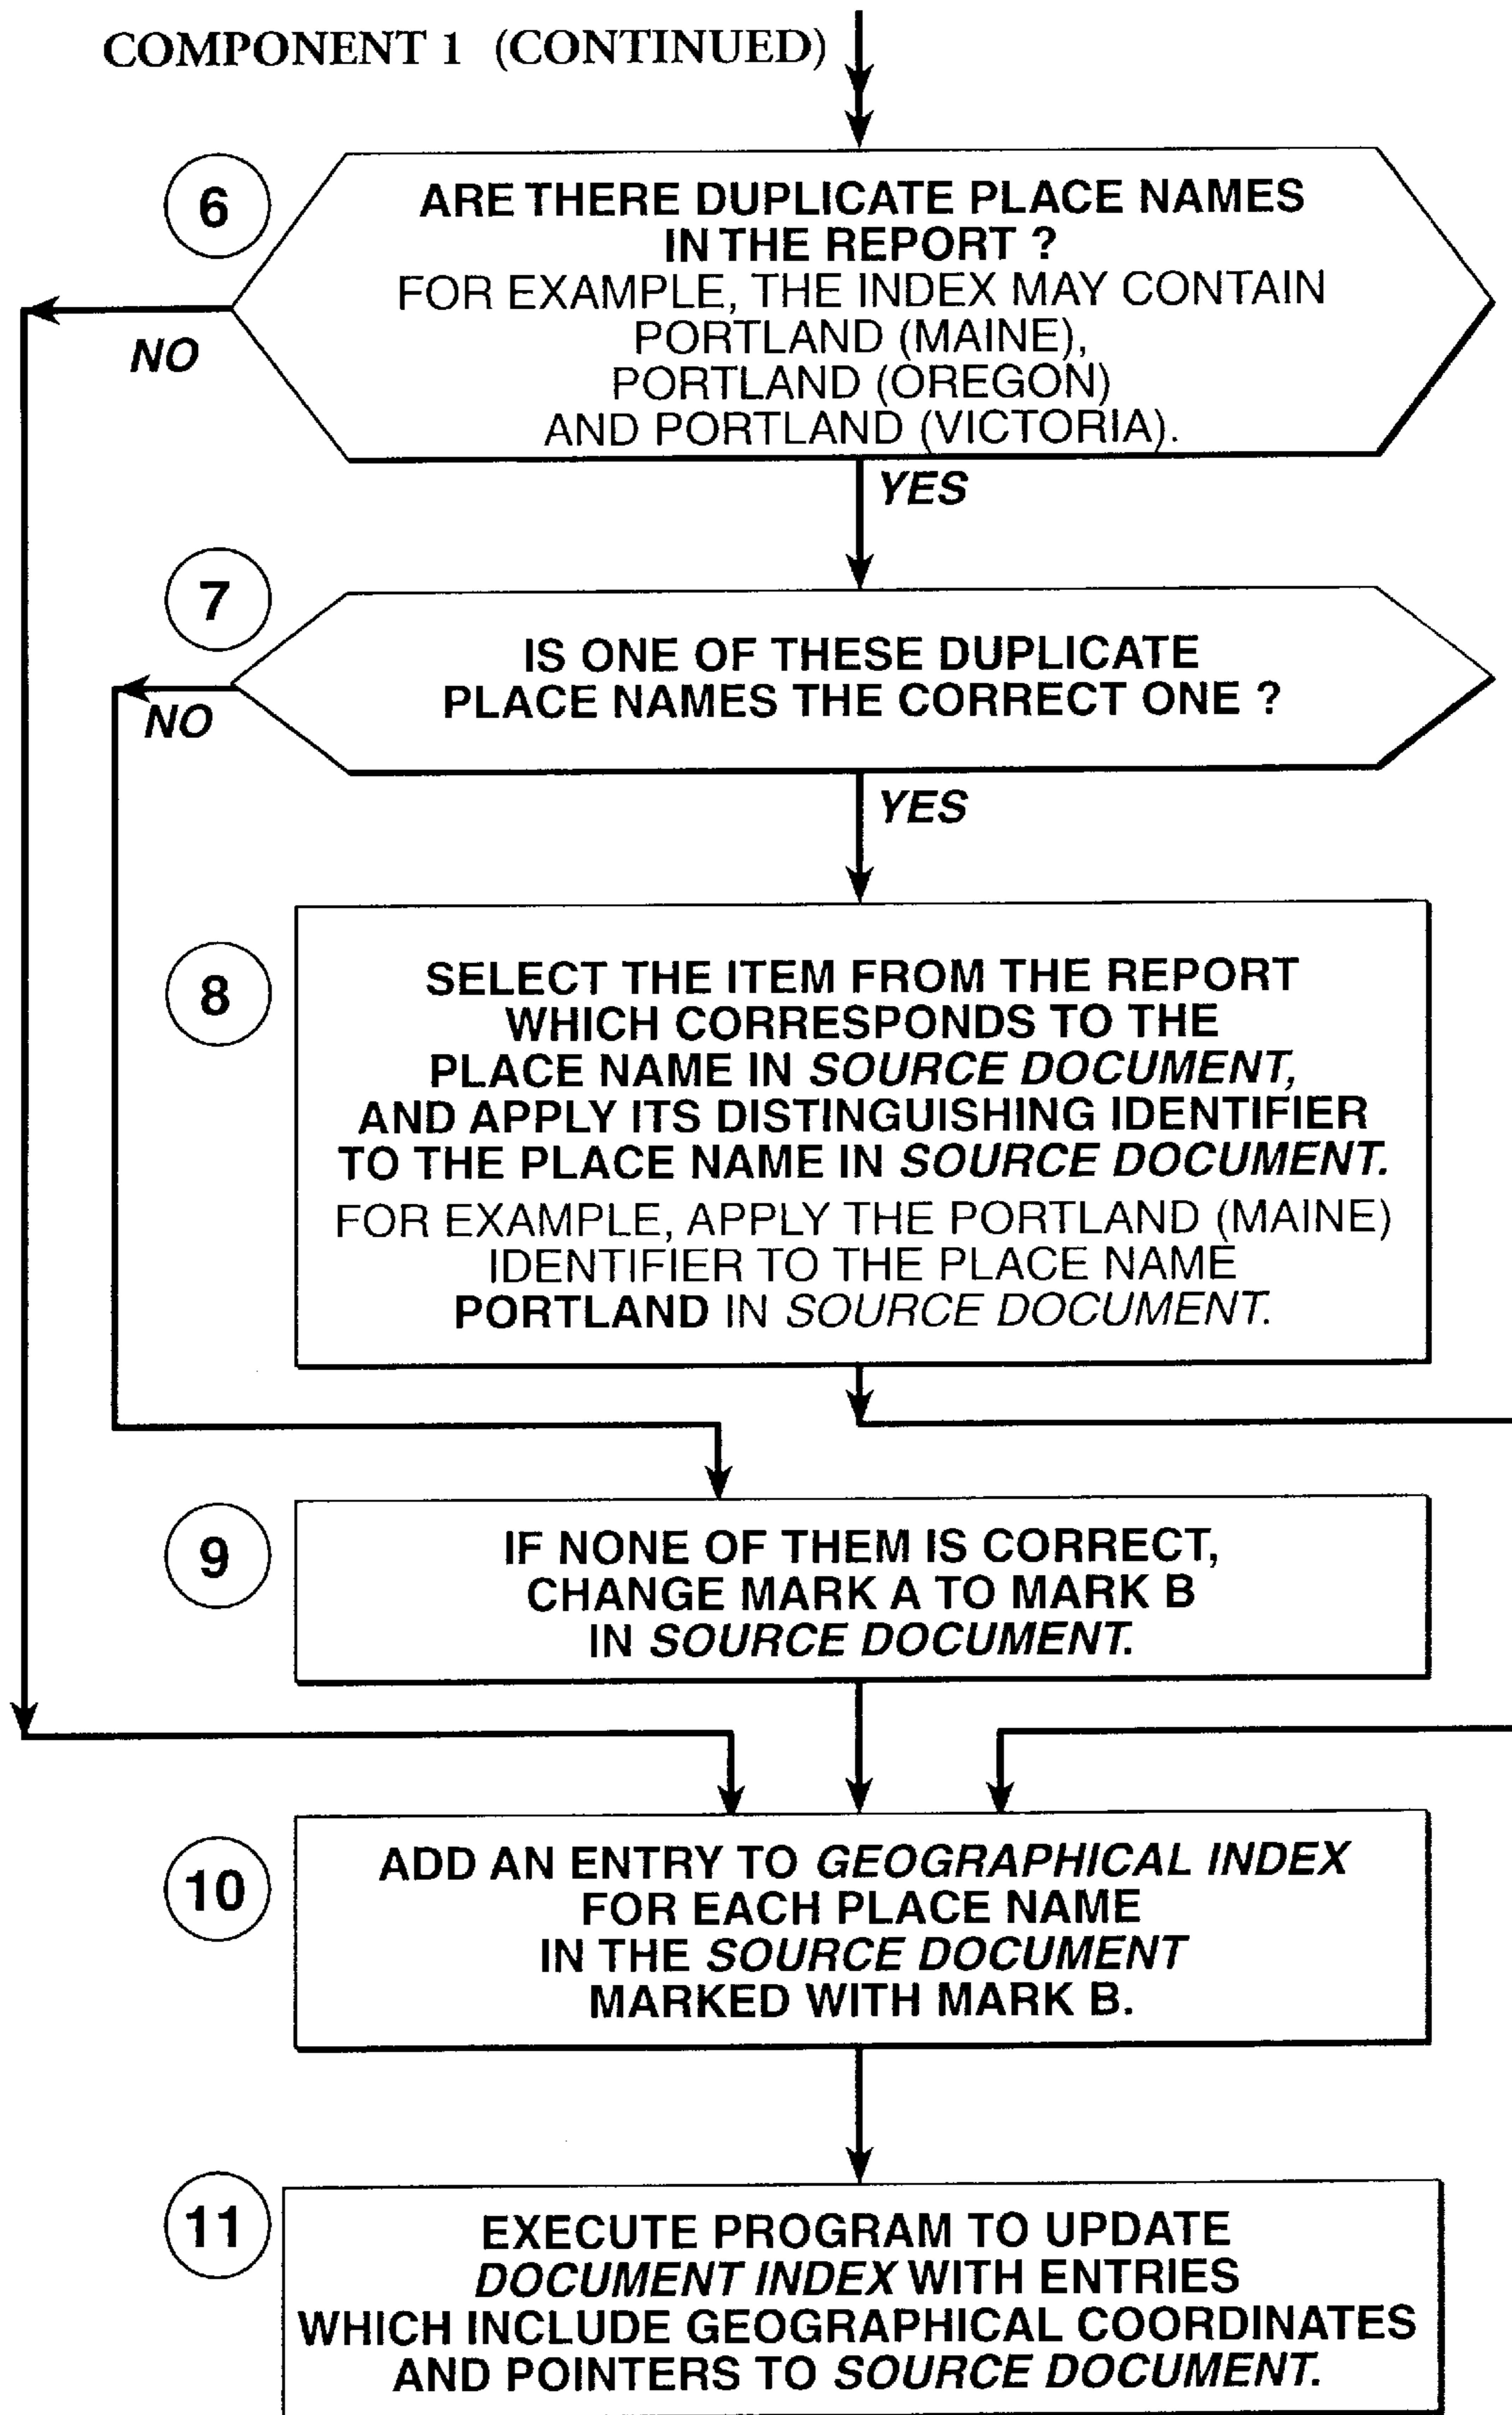 COMPONENT 1 (CONTINUED)
6
ARE THERE DUPLICATE PLACE NAMES
IN THE REPORT ?
FOR EXAMPLE, THE INDEX MAY CONTAIN
PORTLAND (MAINE),
PORTLAND (OREGON)
AND PORTLAND (VICTORIA).
NO
YES
7
IS ONE OF THESE DUPLICATE
PLACE NAMES THE CORRECT ONE ?
NO
YES
8
SELECT THE ITEM FROM THE REPORT
WHICH CORRESPONDS TO THE
PLACE NAME IN SOURCE DOCUMENT,
AND APPLY ITS DISTINGUISHING IDENTIFIER
TO THE PLACE NAME IN SOURCE DOCUMENT.
FOR EXAMPLE, APPLY THE PORTLAND (MAINE)
IDENTIFIER TO THE PLACE NAME
PORTLAND IN SOURCE DOCUMENT.
9
IF NONE OF THEM IS CORRECT,
CHANGE MARK A TO MARK B
IN SOURCE DOCUMENT.
10
ADD AN ENTRY TO GEOGRAPHICAL INDEX
FOR EACH PLACE NAME
IN THE SOURCE DOCUMENT
MARKED WITH MARK B.
11
EXECUTE PROGRAM TO UPDATE
DOCUMENT INDEX WITH ENTRIES
WHICH INCLUDE GEOGRAPHICAL COORDINATES
AND POINTERS TO SOURCE DOCUMENT.